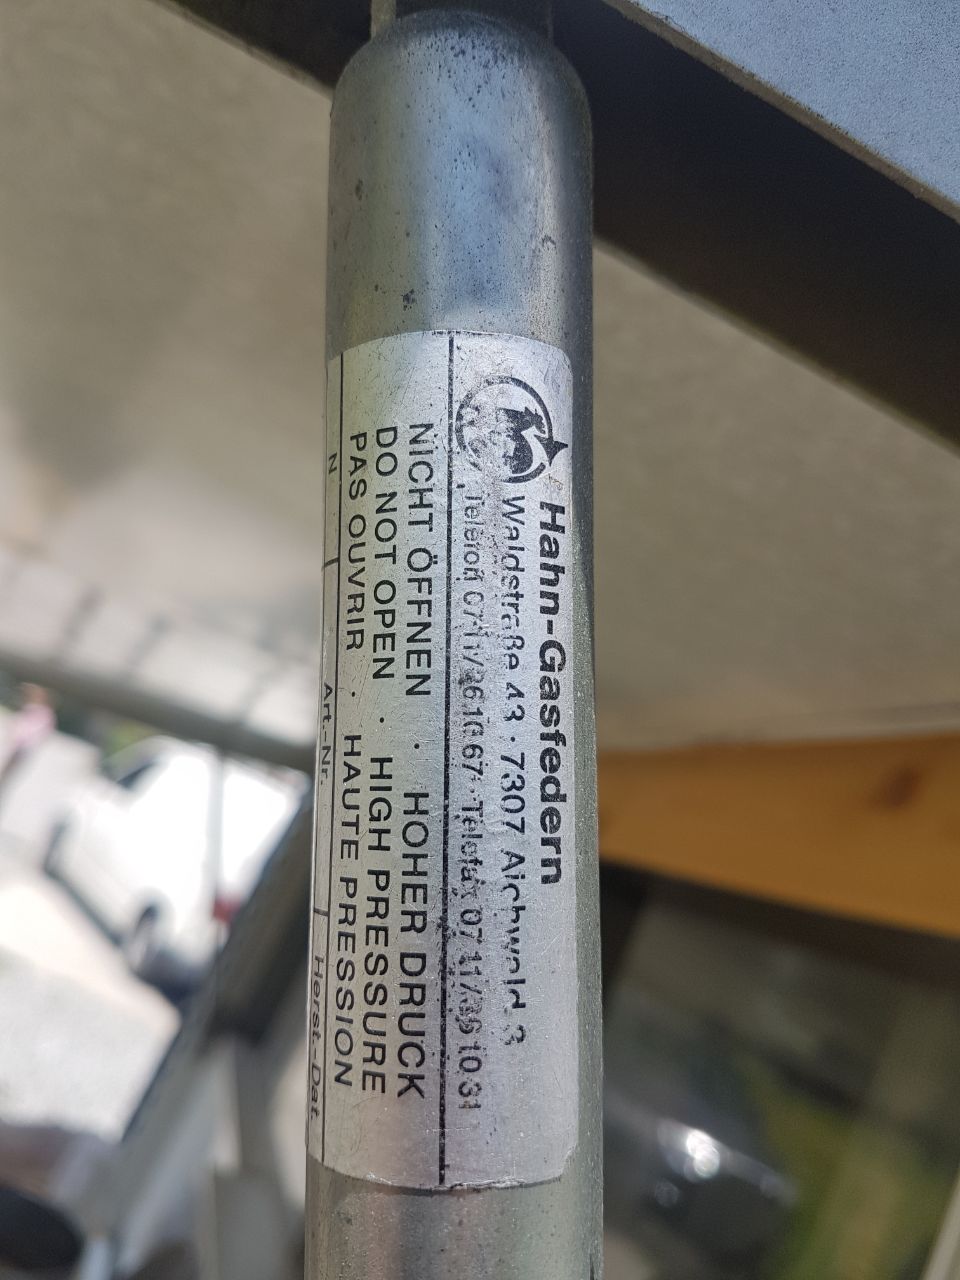 Hahn-Gasfedern
Waldstraße 43 · 7307 Aichwald 3
Telefon 07 11/36 10 67 · Telefax 07 11/36 10 31
NICHT ÖFFNEN · HOHER DRUCK
DO NOT OPEN · HIGH PRESSURE
PAS OUVRIR · HAUTE PRESSION
N Art.-Nr. Herst.-Dat.